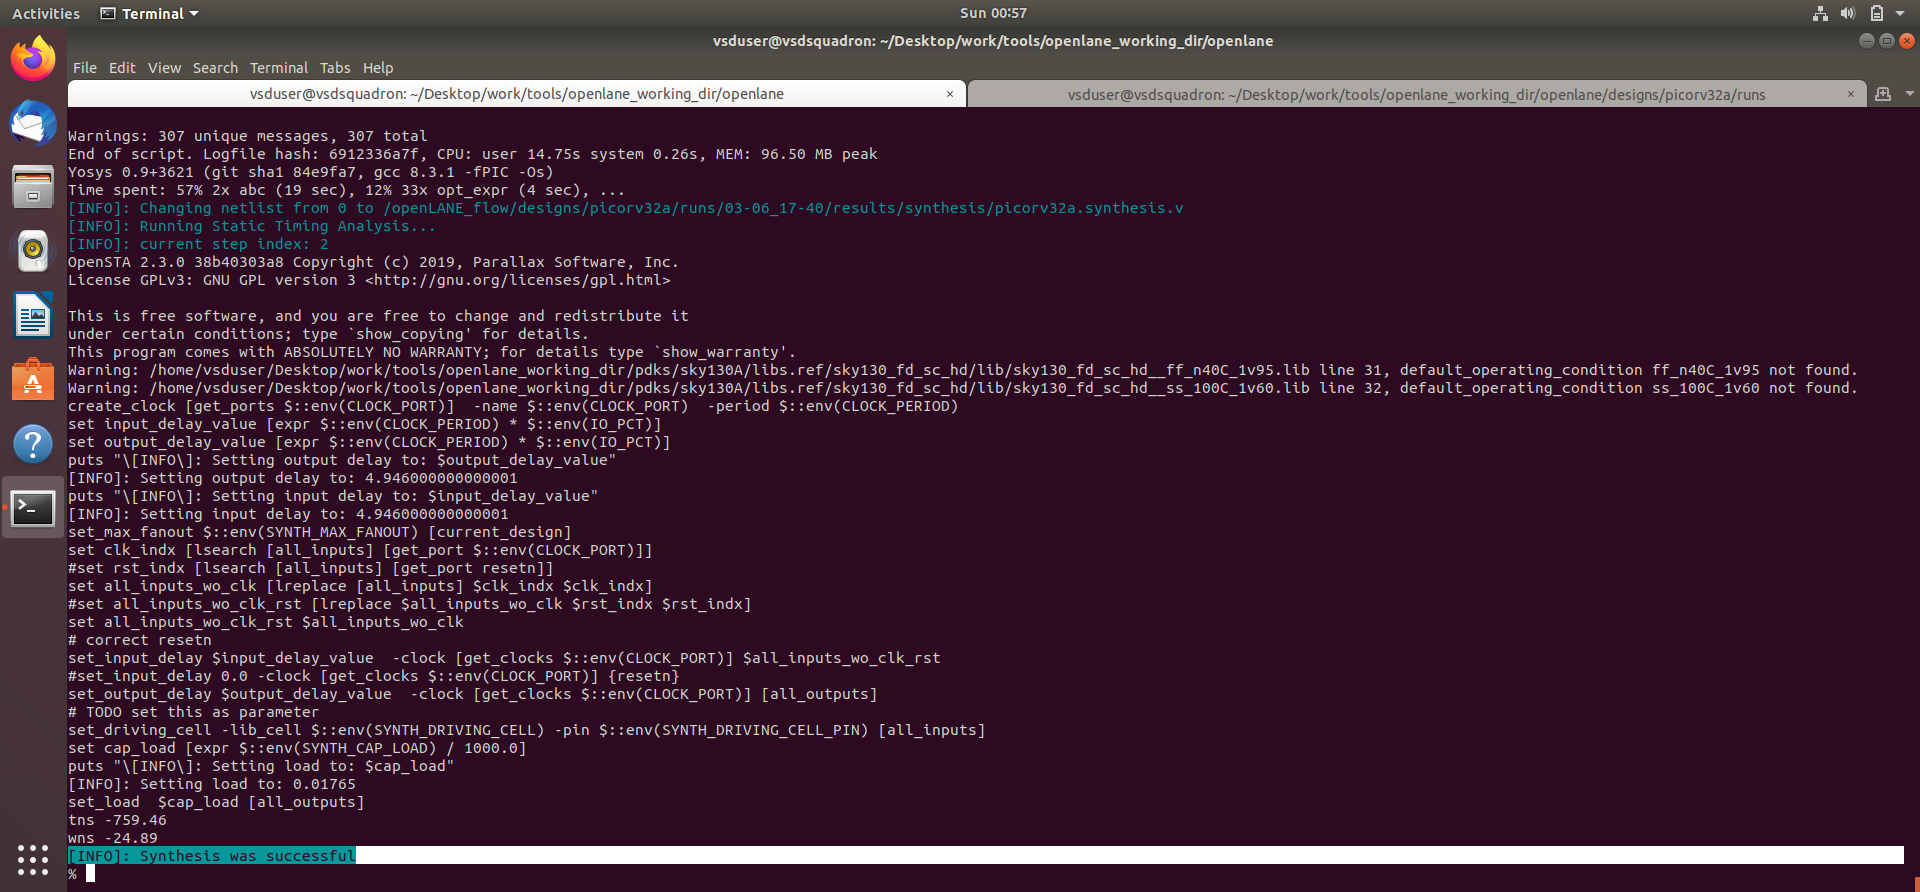 Activities Terminal Sun 00:57
vsduser@vsdsquadron: ~/Desktop/work/tools/openlane_working_dir/openlane
File Edit View Search Terminal Tabs Help
vsduser@vsdsquadron: ~/Desktop/work/tools/openlane_working_dir/openlane × vsduser@vsdsquadron: ~/Desktop/work/tools/openlane_working_dir/openlane/designs/picorv32a/runs ×
Warnings: 307 unique messages, 307 total
End of script. Logfile hash: 6912336a7f, CPU: user 14.75s system 0.26s, MEM: 96.50 MB peak
Yosys 0.9+3621 (git sha1 84e9fa7, gcc 8.3.1 -fPIC -Os)
Time spent: 57% 2x abc (19 sec), 12% 33x opt_expr (4 sec), ...
[INFO]: Changing netlist from 0 to /openLANE_flow/designs/picorv32a/runs/03-06_17-40/results/synthesis/picorv32a.synthesis.v
[INFO]: Running Static Timing Analysis...
[INFO]: current step index: 2
OpenSTA 2.3.0 38b40303a8 Copyright (c) 2019, Parallax Software, Inc.
License GPLv3: GNU GPL version 3 <http://gnu.org/licenses/gpl.html>
This is free software, and you are free to change and redistribute it
under certain conditions; type `show_copying' for details.
This program comes with ABSOLUTELY NO WARRANTY; for details type `show_warranty'.
Warning: /home/vsduser/Desktop/work/tools/openlane_working_dir/pdks/sky130A/libs.ref/sky130_fd_sc_hd/lib/sky130_fd_sc_hd__ff_n40C_1v95.lib line 31, default_operating_condition ff_n40C_1v95 not found.
Warning: /home/vsduser/Desktop/work/tools/openlane_working_dir/pdks/sky130A/libs.ref/sky130_fd_sc_hd/lib/sky130_fd_sc_hd__ss_100C_1v60.lib line 32, default_operating_condition ss_100C_1v60 not found.
create_clock [get_ports $::env(CLOCK_PORT)]  -name $::env(CLOCK_PORT)  -period $::env(CLOCK_PERIOD)
set input_delay_value [expr $::env(CLOCK_PERIOD) * $::env(IO_PCT)]
set output_delay_value [expr $::env(CLOCK_PERIOD) * $::env(IO_PCT)]
puts "\[INFO\]: Setting output delay to: $output_delay_value"
[INFO]: Setting output delay to: 4.946000000000001
puts "\[INFO\]: Setting input delay to: $input_delay_value"
[INFO]: Setting input delay to: 4.946000000000001
set_max_fanout $::env(SYNTH_MAX_FANOUT) [current_design]
set clk_indx [lsearch [all_inputs] [get_port $::env(CLOCK_PORT)]]
#set rst_indx [lsearch [all_inputs] [get_port resetn]]
set all_inputs_wo_clk [lreplace [all_inputs] $clk_indx $clk_indx]
#set all_inputs_wo_clk_rst [lreplace $all_inputs_wo_clk $rst_indx $rst_indx]
set all_inputs_wo_clk_rst $all_inputs_wo_clk
# correct resetn
set_input_delay $input_delay_value  -clock [get_clocks $::env(CLOCK_PORT)] $all_inputs_wo_clk_rst
#set_input_delay 0.0 -clock [get_clocks $::env(CLOCK_PORT)] {resetn}
set_output_delay $output_delay_value  -clock [get_clocks $::env(CLOCK_PORT)] [all_outputs]
# TODO set this as parameter
set_driving_cell -lib_cell $::env(SYNTH_DRIVING_CELL) -pin $::env(SYNTH_DRIVING_CELL_PIN) [all_inputs]
set cap_load [expr $::env(SYNTH_CAP_LOAD) / 1000.0]
puts "\[INFO\]: Setting load to: $cap_load"
[INFO]: Setting load to: 0.01765
set_load  $cap_load [all_outputs]
tns -759.46
wns -24.89
[INFO]: Synthesis was successful
%